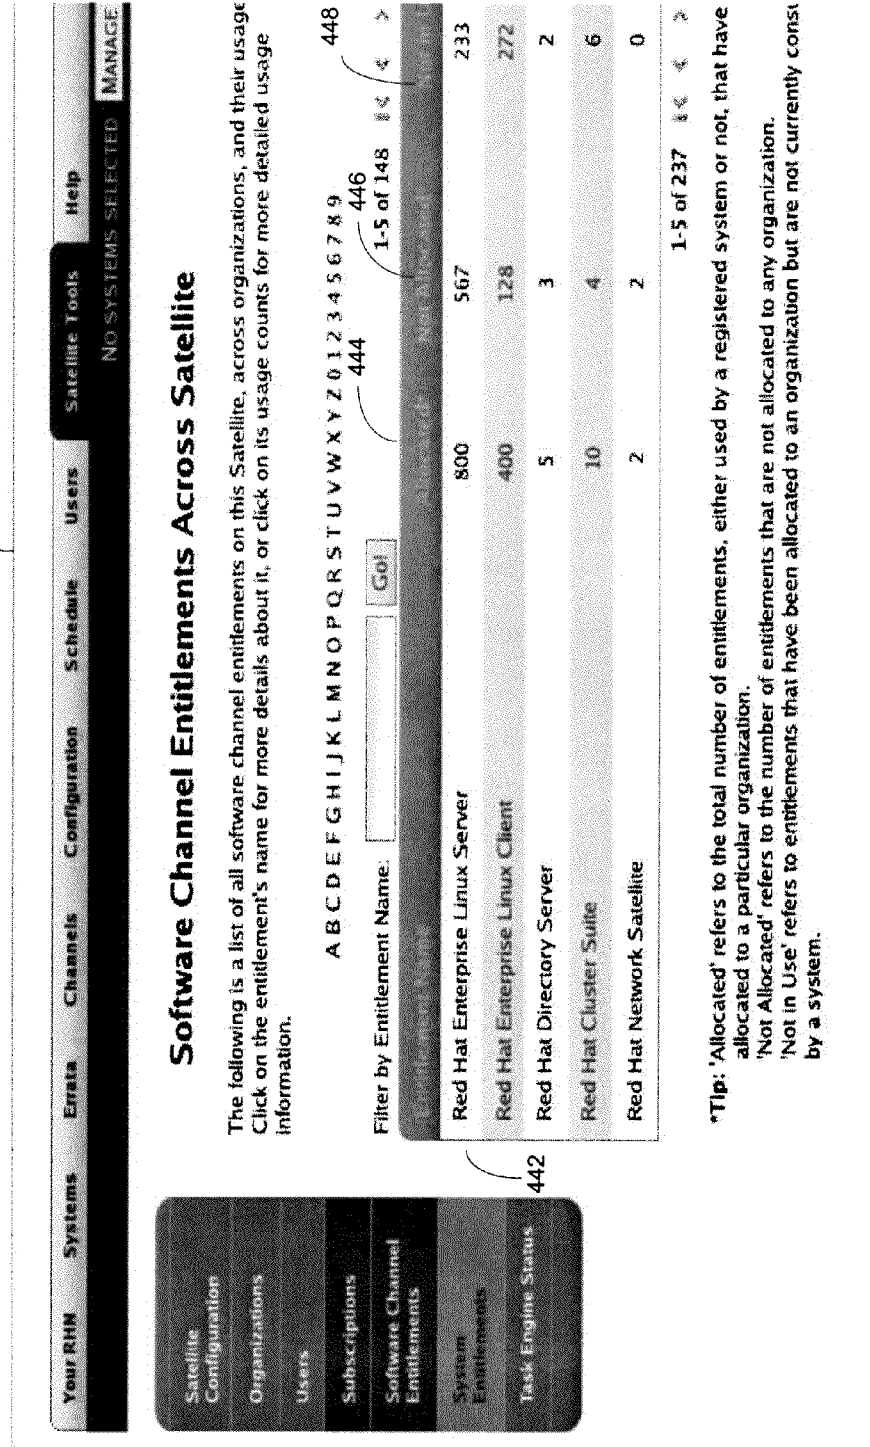 Your RHN Systems Errata Channels Configuration Schedule Users Satellite Tools Help
NO SYSTEMS SELECTED MANAGE
Satellite
Configuration
Organizations
Users
Subscriptions
Software Channel
Entitlements
System
Entitlements
Task Engine Status
Software Channel Entitlements Across Satellite
The following is a list of all software channel entitlements on this Satellite, across organizations, and their usage
Click on the entitlement's name for more details about it, or click on its usage counts for more detailed usage
information.
A B C D E F G H I J K L M N O P Q R S T U V W X Y Z 0 1 2 3 4 5 6 7 8 9
444 446 448
Filter by Entitlement Name: Go! 1-5 of 148 |< < >
Entitlement Name Allocated* Not Allocated* Not in U
Red Hat Enterprise Linux Server 800 567 233
442
Red Hat Enterprise Linux Client 400 128 272
Red Hat Directory Server 5 3 2
Red Hat Cluster Suite 10 4 6
Red Hat Network Satellite 2 2 0
1-5 of 237 |< < >
*Tip: 'Allocated' refers to the total number of entitlements, either used by a registered system or not, that have
allocated to a particular organization.
'Not Allocated' refers to the number of entitlements that are not allocated to any organization.
'Not in Use' refers to entitlements that have been allocated to an organization but are not currently consu
by a system.